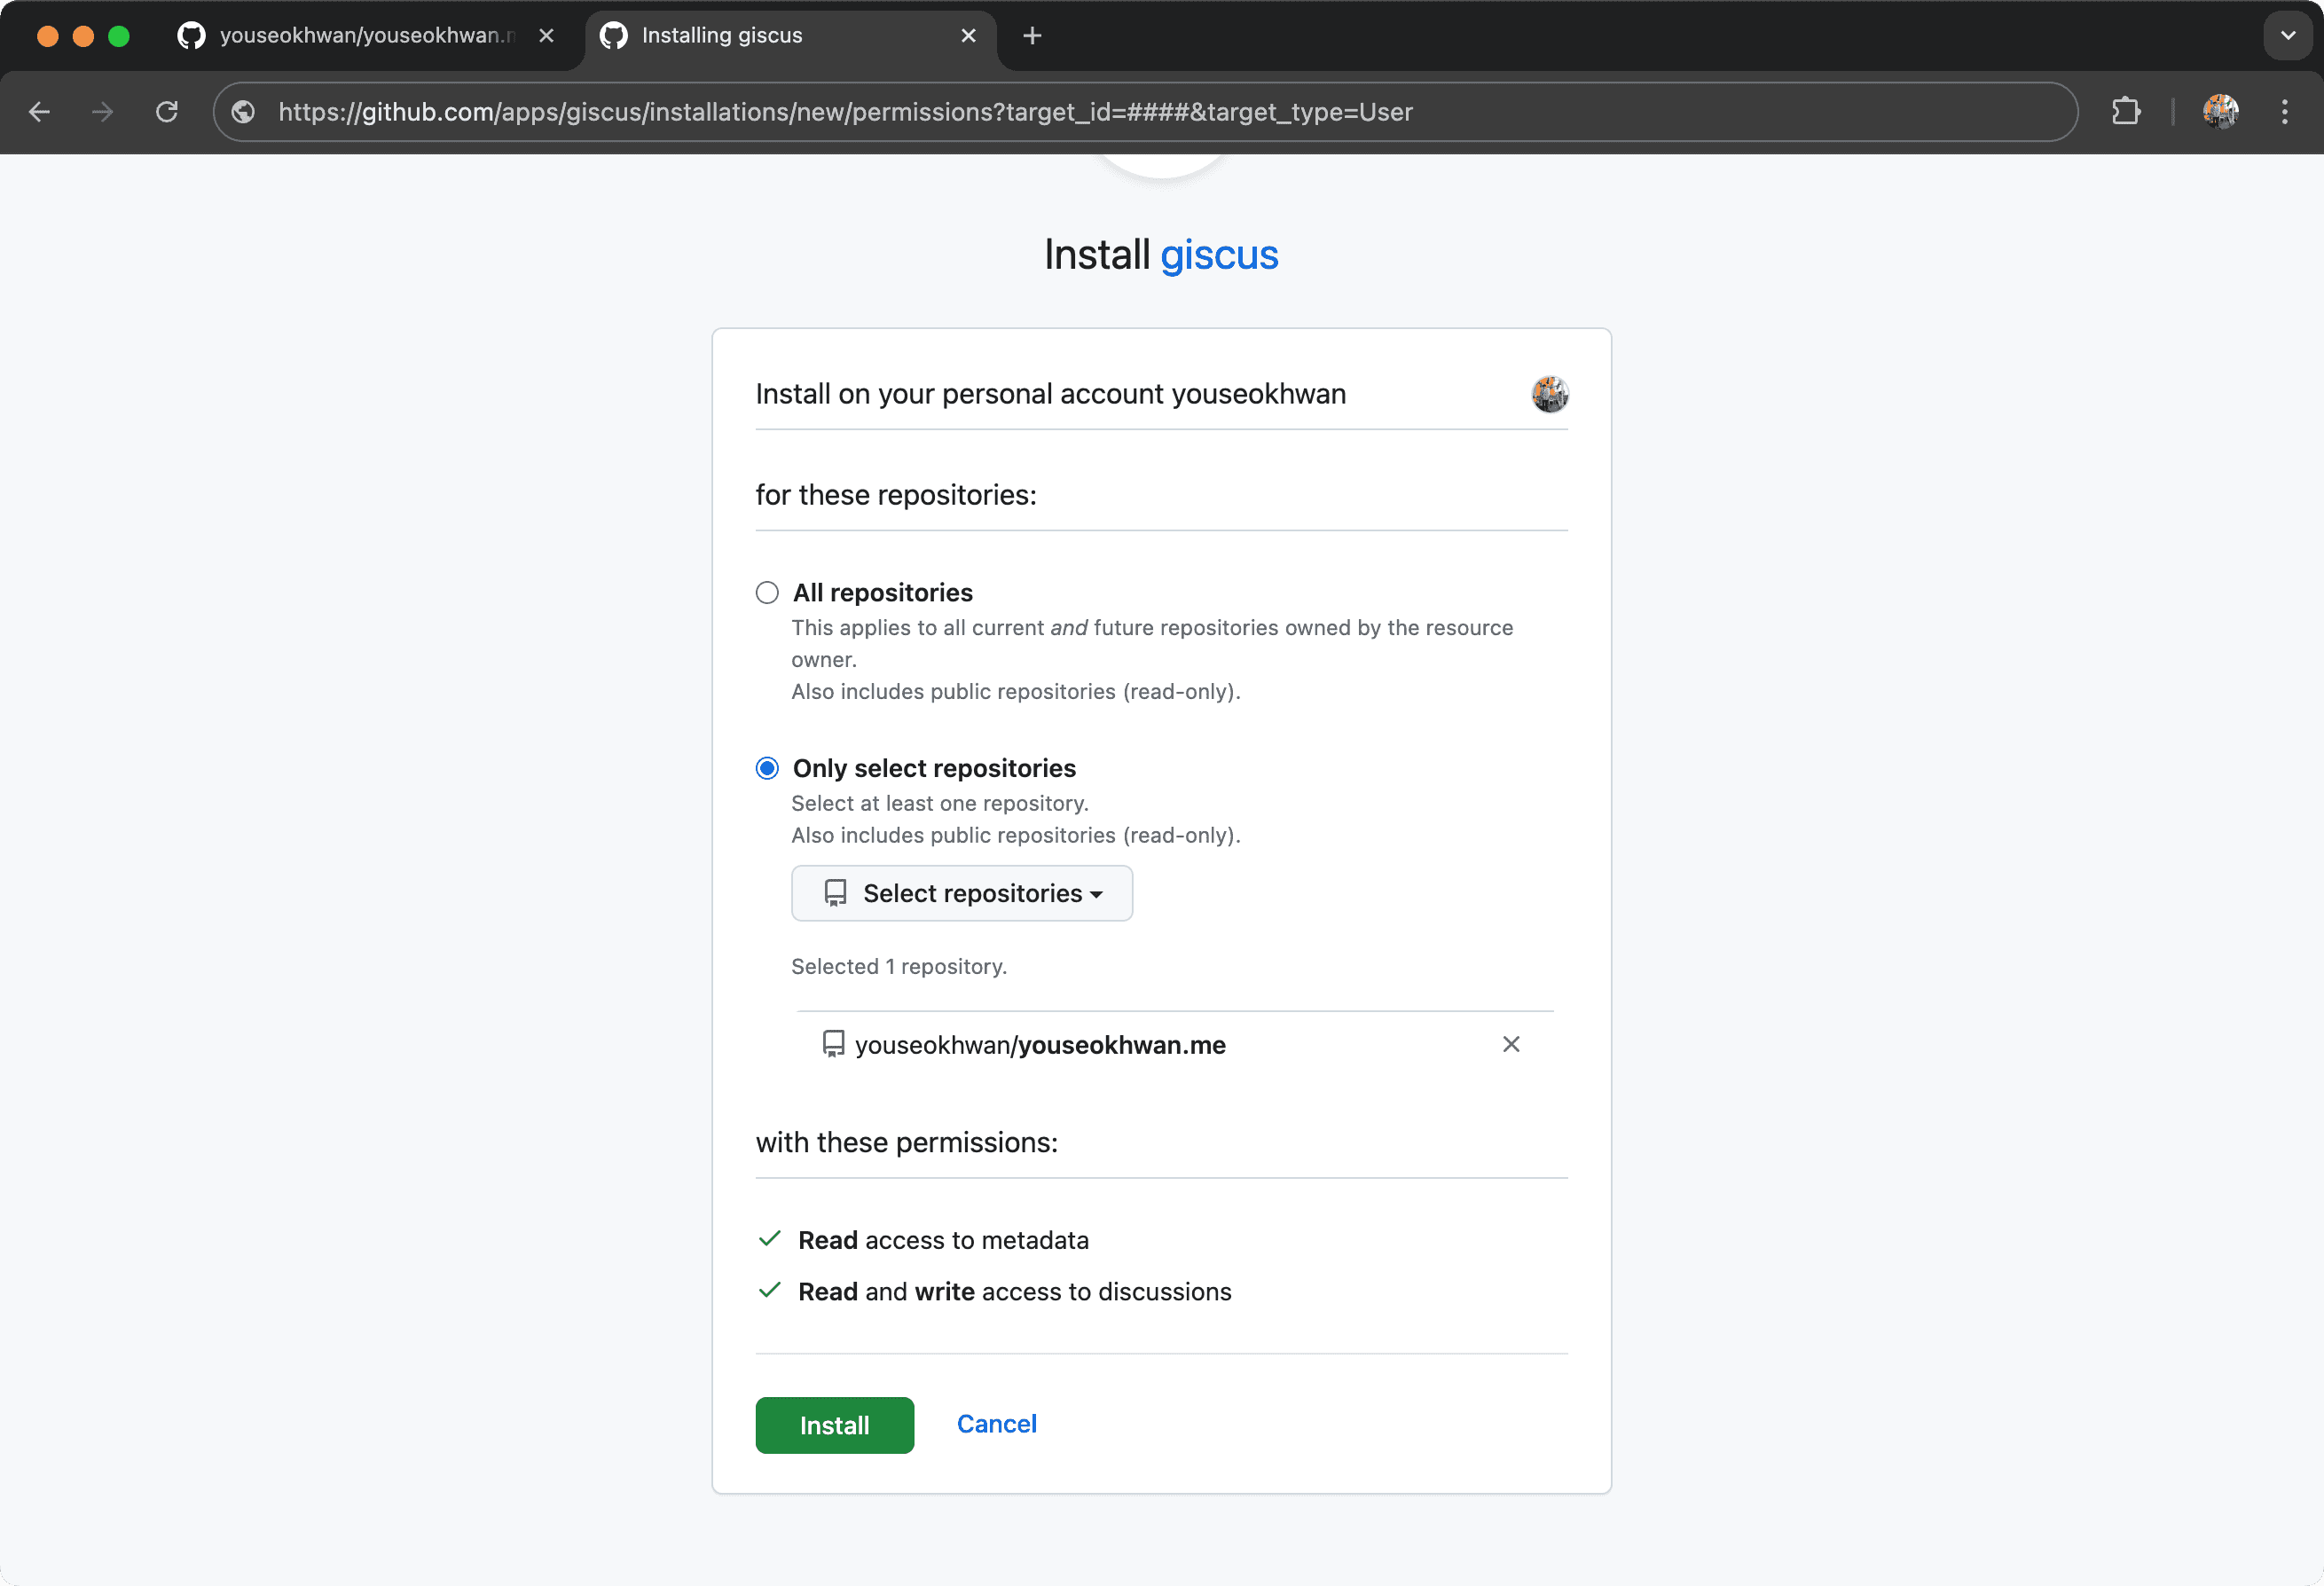 youseokhwan/youseokhwan.
Installing giscus
https://github.com/apps/giscus/installations/new/permissions?target_id=####&target_type=User
Install giscus
Install on your personal account youseokhwan
for these repositories:
All repositories
This applies to all current and future repositories owned by the resource
owner.
Also includes public repositories (read-only).
Only select repositories
Select at least one repository.
Also includes public repositories (read-only).
Select repositories
Selected 1 repository.
youseokhwan/youseokhwan.me
with these permissions:
Read access to metadata
Read and write access to discussions
Install
Cancel